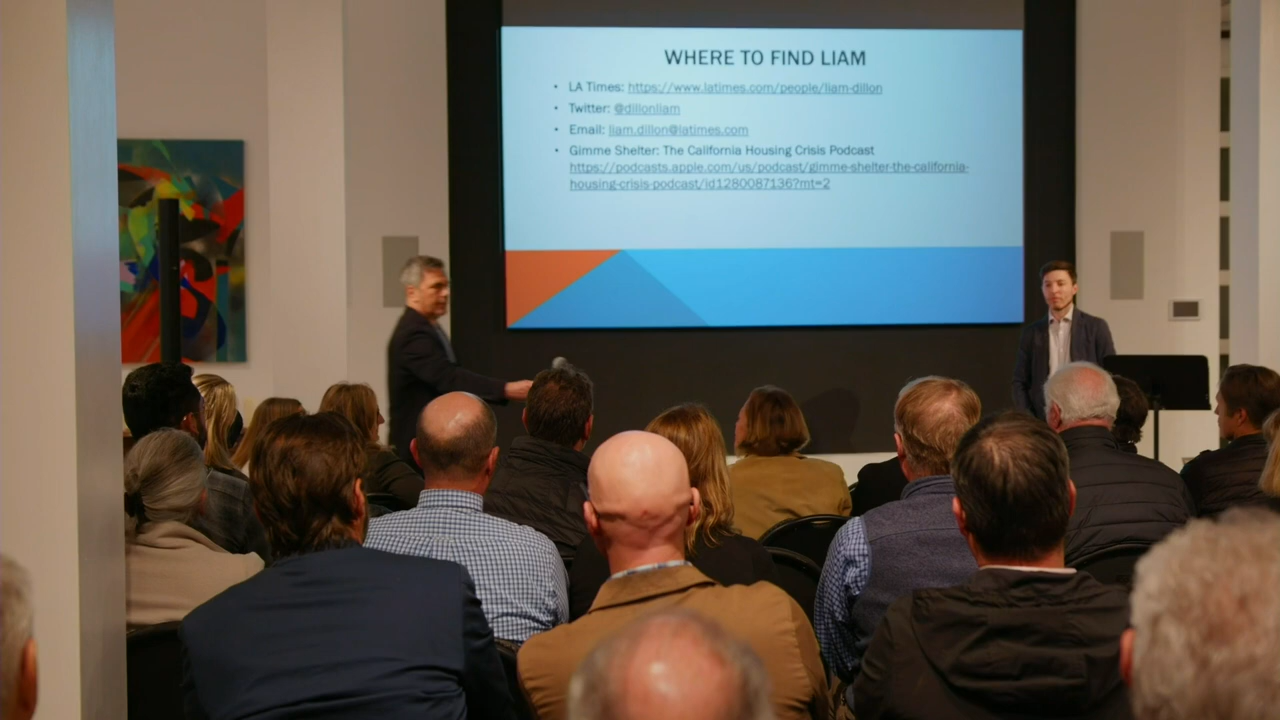 WHERE TO FIND LIAM
• LA Times: https://www.latimes.com/people/liam-dillon
• Twitter: @dillonliam
• Email: liam.dillon@latimes.com
• Gimme Shelter: The California Housing Crisis Podcast
https://podcasts.apple.com/us/podcast/gimme-shelter-the-california-
housing-crisis-podcast/id1280087136?mt=2